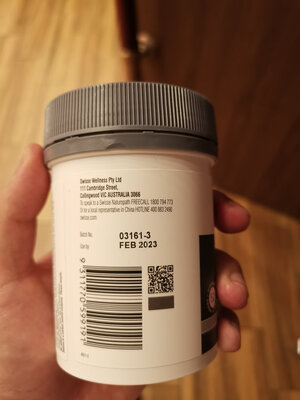 Swisse Wellness Pty Ltd
111 Cambridge Street,
Collingwood VIC AUSTRALIA 3066
To speak to a Swisse Naturopath FREECALL 1800 794 773
Or for a local representative in China HOTLINE 400 883 2490
swisse.com
Batch No. 03161-3
Use by FEB 2023